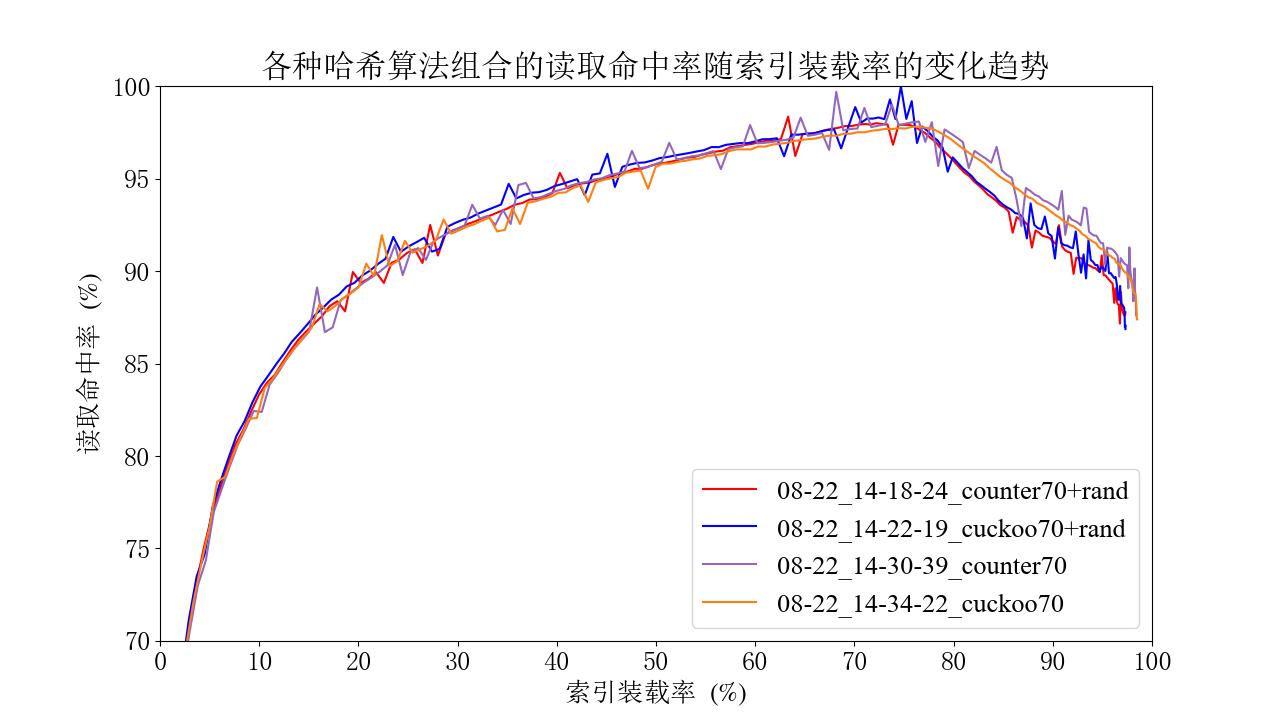 各种哈希算法组合的读取命中率随索引装载率的变化趋势
100
95
90
85
80
75
70
读取命中率 (%)
0 10 20 30 40 50 60 70 80 90 100
索引装载率 (%)
08-22_14-18-24_counter70+rand
08-22_14-22-19_cuckoo70+rand
08-22_14-30-39_counter70
08-22_14-34-22_cuckoo70